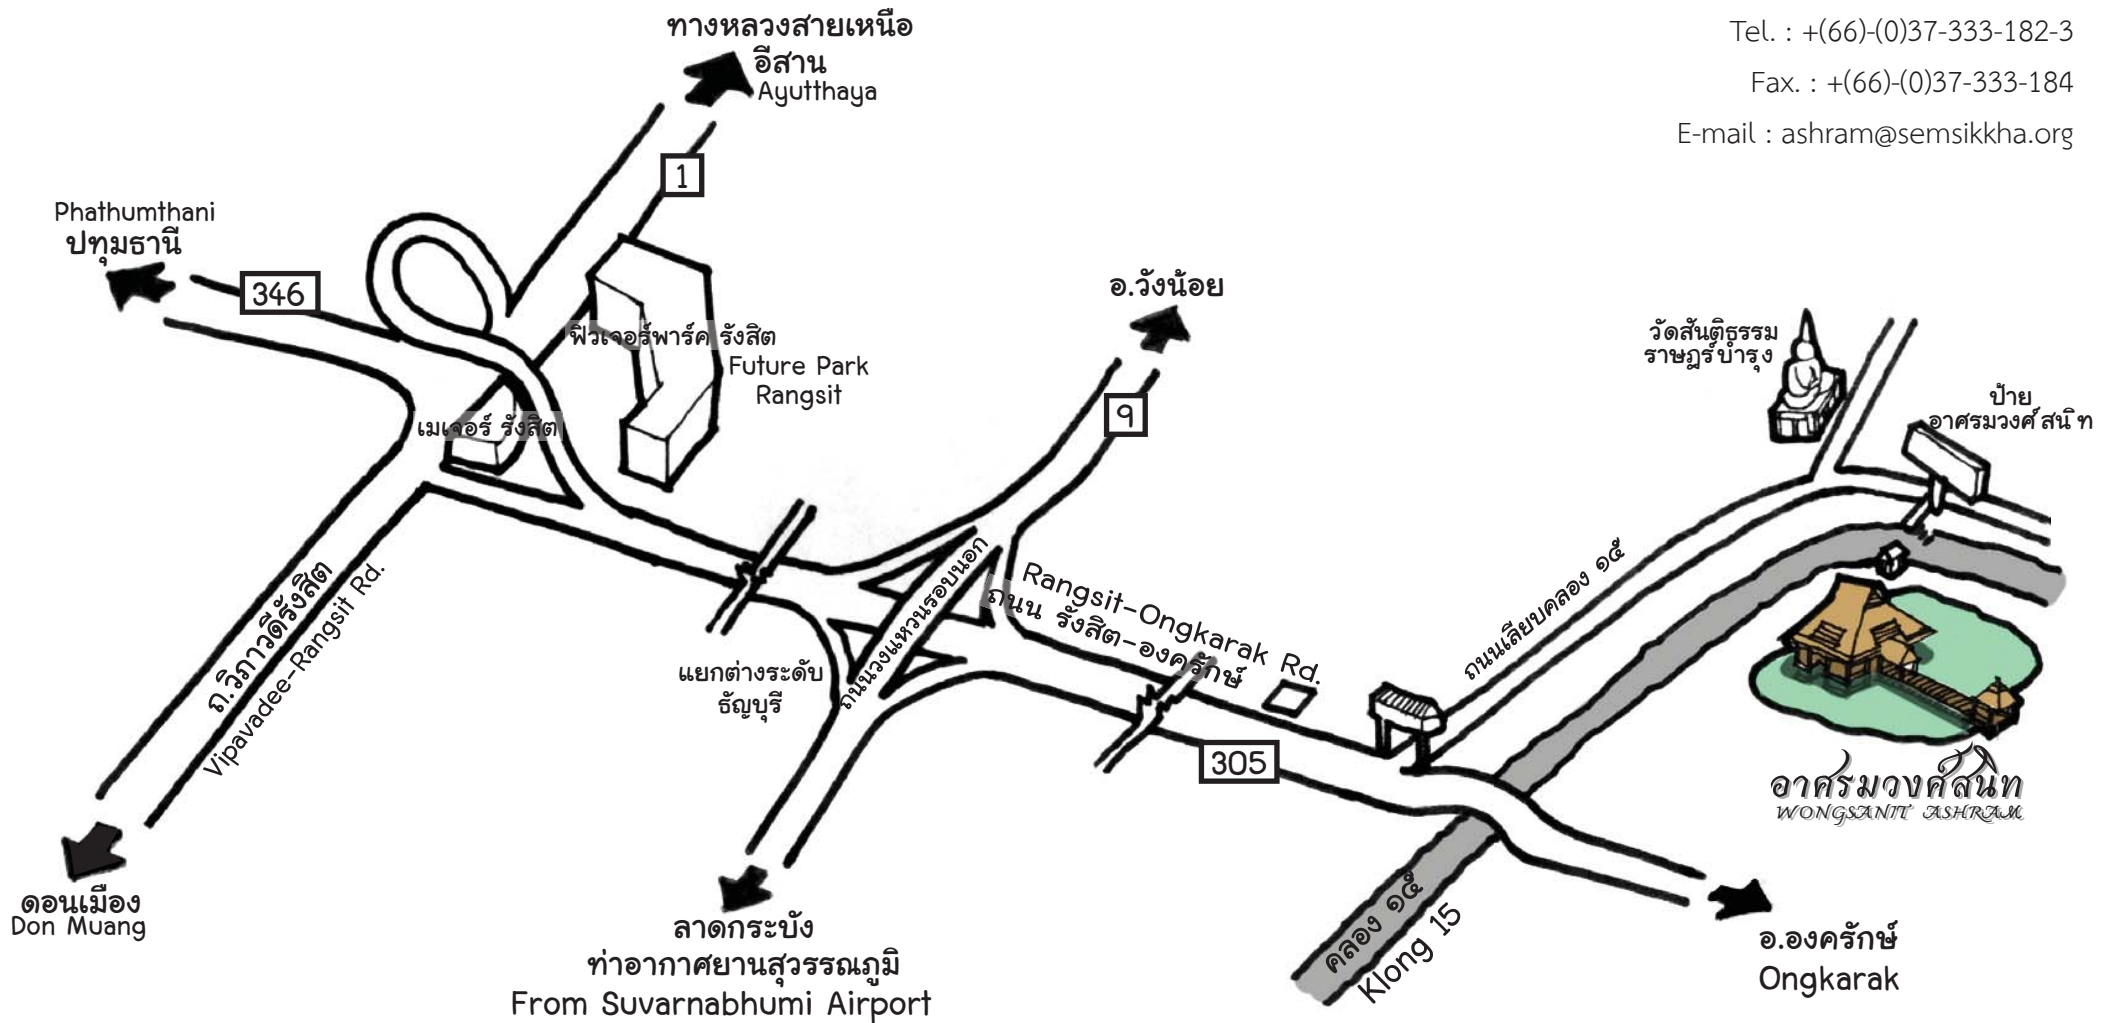 ทางหลวงสายเหนือ
อีสาน
Ayutthaya
Tel. : +(66)-(0)37-333-182-3
Fax. : +(66)-(0)37-333-184
E-mail : ashram@semsikkha.org
1
Phathumthani
ปทุมธานี
346
ฟิวเจอร์พาร์ค รังสิต
Future Park
Rangsit
เมเจอร์ รังสิต
อ.วังน้อย
9
วัดสันติธรรม
ราษฎร์บำรุง
ป้าย
อาศรมวงศ์สนิท
ถ.วิภาวดีรังสิต
Vipavadee-Rangsit Rd.
แยกต่างระดับ
ธัญบุรี
ถนนวงแหวนรอบนอก
Rangsit-Ongkarak Rd.
ถนน รังสิต-องครักษ์
305
ถนนเลียบคลอง ๑๕
อาศรมวงศ์สนิท
WONGSANIT ASHRAM
ดอนเมือง
Don Muang
ลาดกระบัง
ท่าอากาศยานสุวรรณภูมิ
From Suvarnabhumi Airport
คลอง ๑๕
Klong 15
อ.องครักษ์
Ongkarak